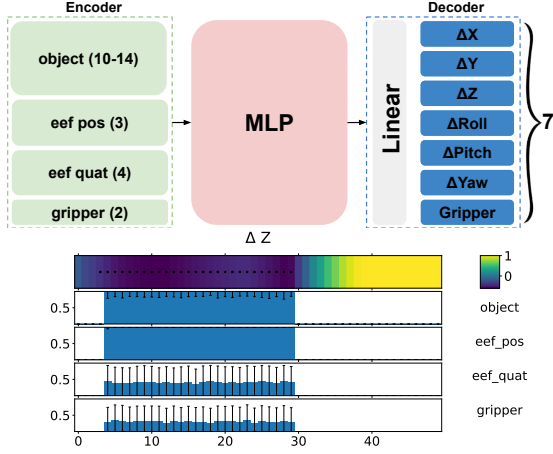 Encoder
Decoder
object (10-14)
eef pos (3)
eef quat (4)
gripper (2)
MLP
Linear
ΔX
ΔY
ΔZ
ΔRoll
ΔPitch
ΔYaw
Gripper
7
Δ Z
1
0
0.5
object
0.5
eef_pos
0.5
eef_quat
0.5
gripper
0 10 20 30 40